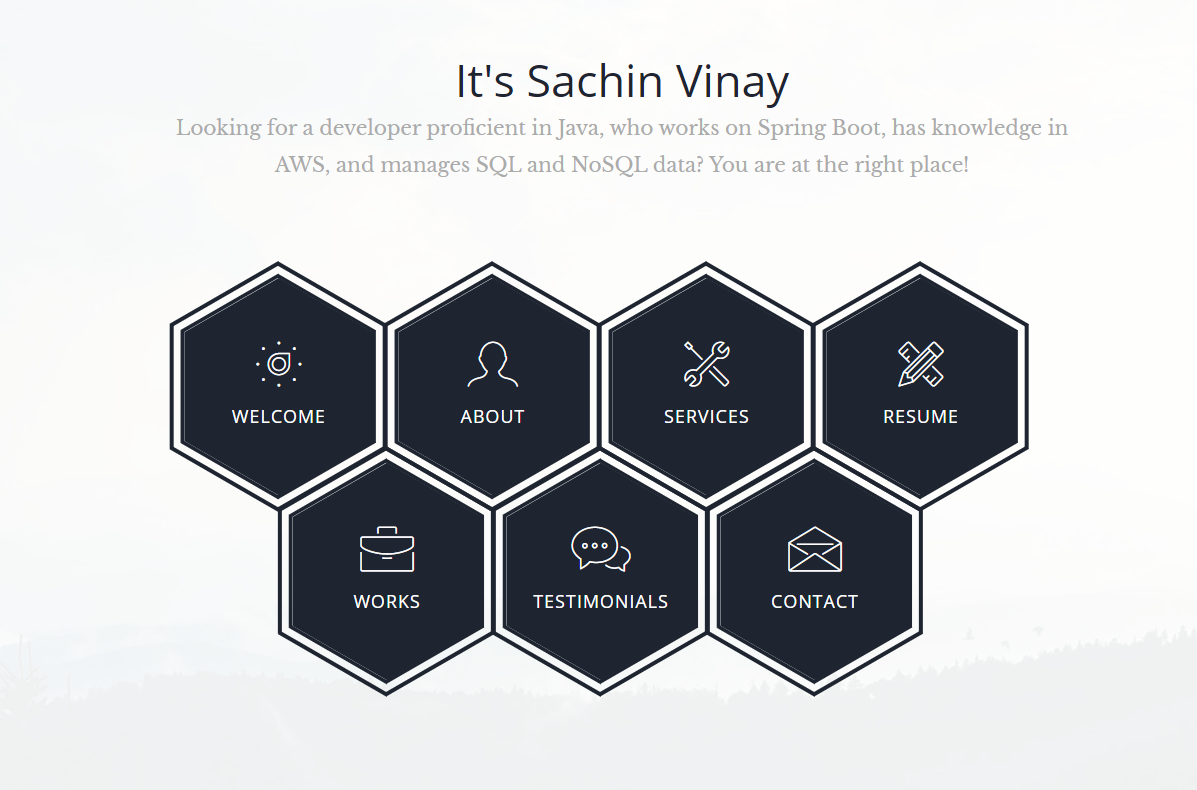 It's Sachin Vinay
Looking for a developer proficient in Java, who works on Spring Boot, has knowledge in
AWS, and manages SQL and NoSQL data? You are at the right place!
WELCOME
ABOUT
SERVICES
RESUME
WORKS
TESTIMONIALS
CONTACT